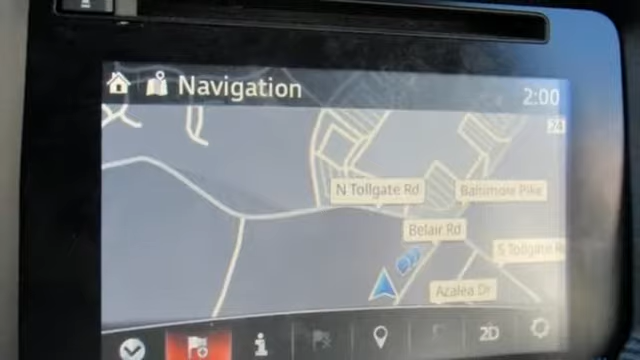 Navigation
2:00
24
N Tollgate Rd
Baltimore Pike
Belair Rd
S Tollgate R
Azalea Dr
2D